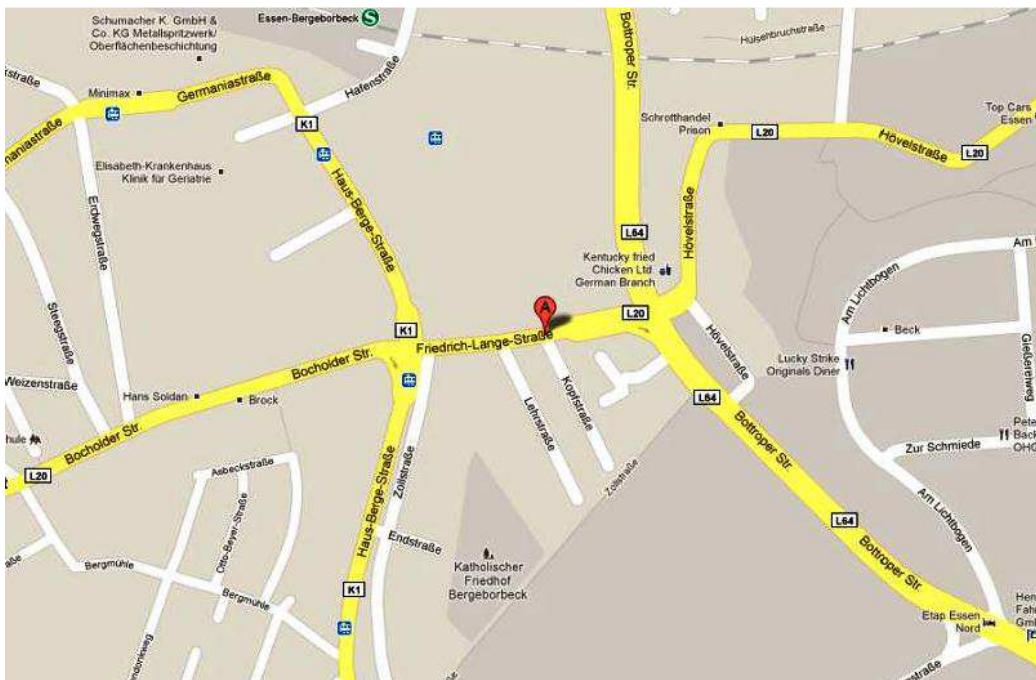 Schumacher K. GmbH &
Co. KG Metallspritzwerk/
Oberflächenbeschichtung
Essen-Bergeborbeck
S
Bottroper Str.
Hülsenbruchstraße
Minimax
Germaniastraße
Hafenstraße
K1
Schrotthandel
Prison
L20
Top Cars
Essen
Hövelstraße
L20
Elisabeth-Krankenhaus
Klinik für Geriatrie
Erdwegstraße
Haus-Berge-Straße
L64
Hövelstraße
Kentucky fried
Chicken Ltd.
German Branch
Am Lichtbogen
Steegstraße
K1
A
L20
Friedrich-Lange-Straße
Bocholder Str.
Hövelstraße
Beck
Gießereiweg
Lucky Strike
Originals Diner
Weizenstraße
Hans Soldan
Brock
Lehrstraße
Kopfstraße
L64
Bottroper Str.
Bocholder Str.
Zur Schmiede
L20
Asbeckstraße
Zollstraße
Zollstraße
Otto-Beyer-Straße
Haus-Berge-Straße
Am Lichtbogen
L64
Bottroper Str.
Endstraße
Katholischer
Friedhof
Bergeborbeck
Bergmühle
Bergmühle
K1
Etap Essen
Nord